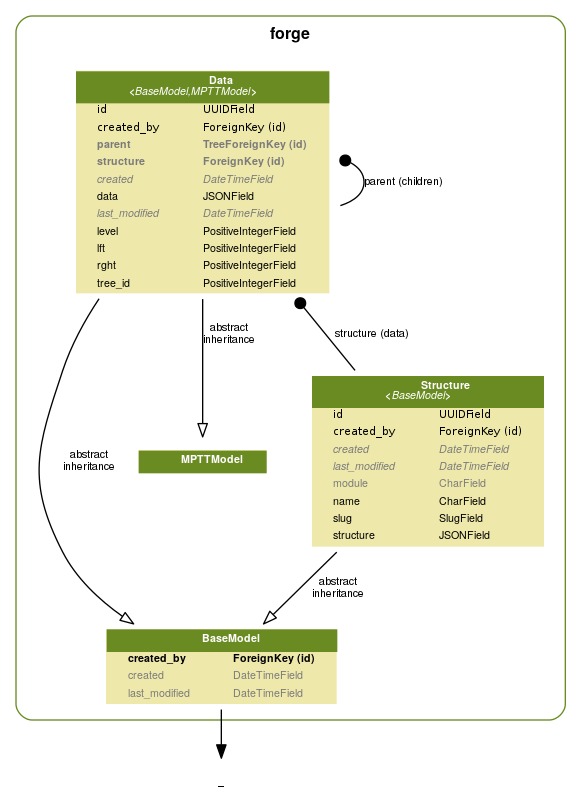 forge
Data
<BaseModel,MPTTModel>
id UUIDField
created_by ForeignKey (id)
parent TreeForeignKey (id)
structure ForeignKey (id)
created DateTimeField
data JSONField
last_modified DateTimeField
level PositiveIntegerField
lft PositiveIntegerField
rght PositiveIntegerField
tree_id PositiveIntegerField
parent (children)
abstract
inheritance
structure (data)
Structure
<BaseModel>
id UUIDField
created_by ForeignKey (id)
created DateTimeField
last_modified DateTimeField
module CharField
name CharField
slug SlugField
structure JSONField
MPTTModel
abstract
inheritance
abstract
inheritance
BaseModel
created_by ForeignKey (id)
created DateTimeField
last_modified DateTimeField
_